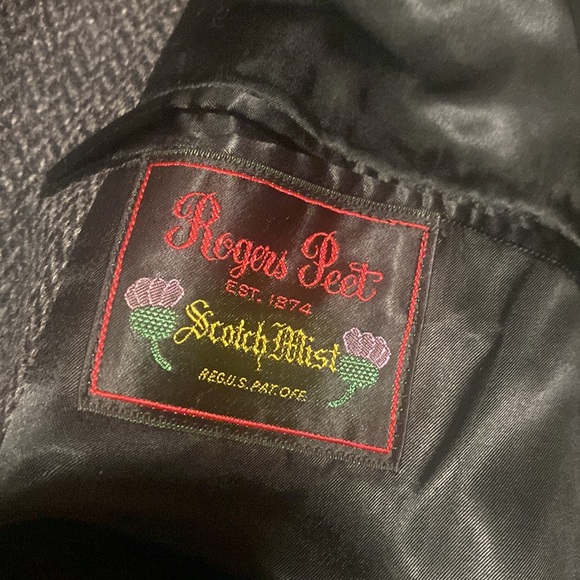 Rogers Peet
EST. 1874
Scotch Mist
REG.U.S.PAT.OFF.